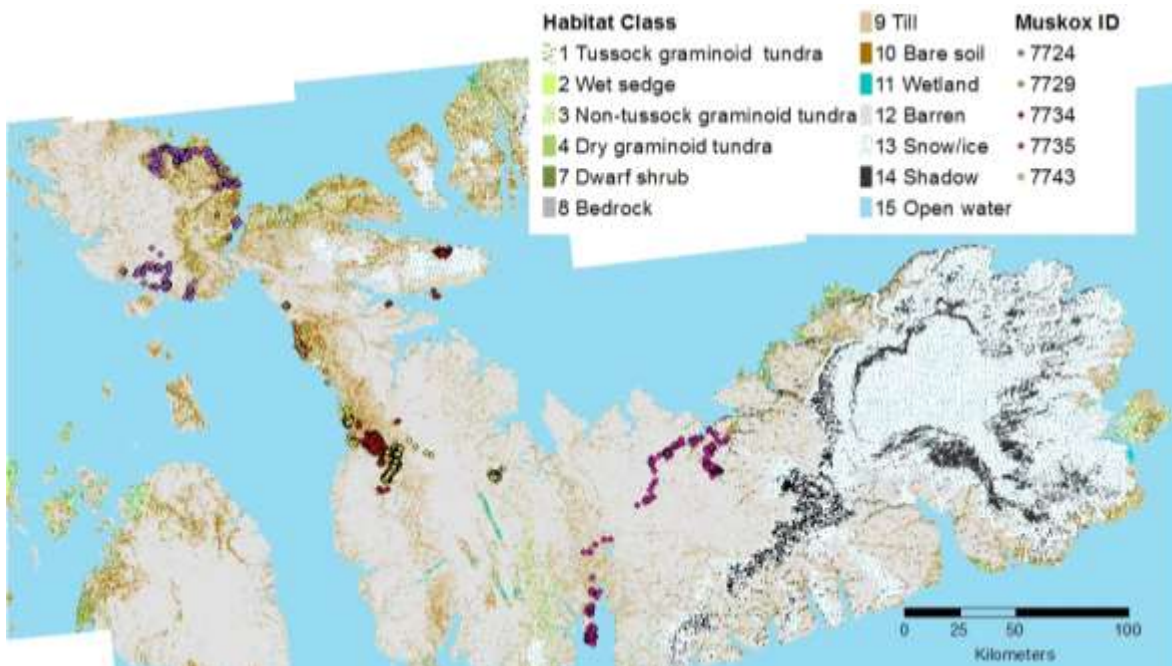 Habitat Class
1 Tussock graminoid tundra
2 Wet sedge
3 Non-tussock graminoid tundra
4 Dry graminoid tundra
7 Dwarf shrub
8 Bedrock
9 Till
10 Bare soil
11 Wetland
12 Barren
13 Snow/ice
14 Shadow
15 Open water
Muskox ID
7724
7729
7734
7735
7743
0 25 50 100
Kilometers